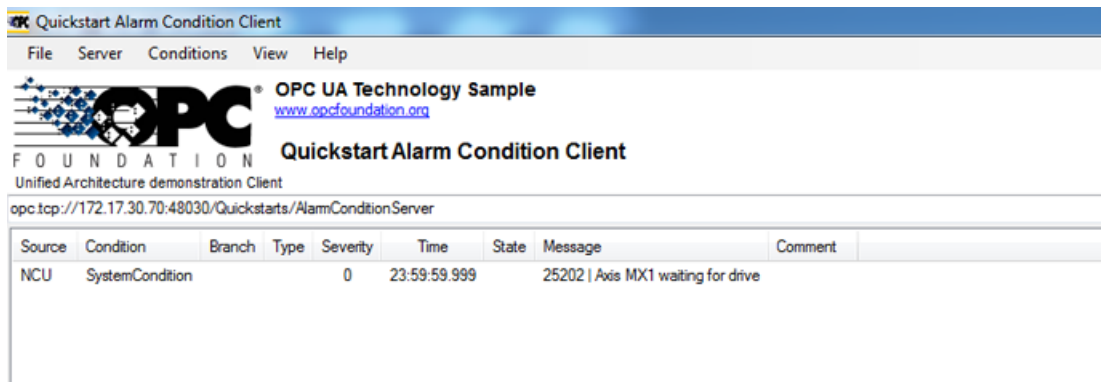 Quickstart Alarm Condition Client
File Server Conditions View Help
OPC ®
FOUNDATION
OPC UA Technology Sample
www.opcfoundation.org
Quickstart Alarm Condition Client
Unified Architecture demonstration Client
opc.tcp://172.17.30.70:48030/Quickstarts/AlarmConditionServer
Source Condition Branch Type Severity Time State Message Comment
NCU SystemCondition 0 23:59:59.999 25202 | Axis MX1 waiting for drive